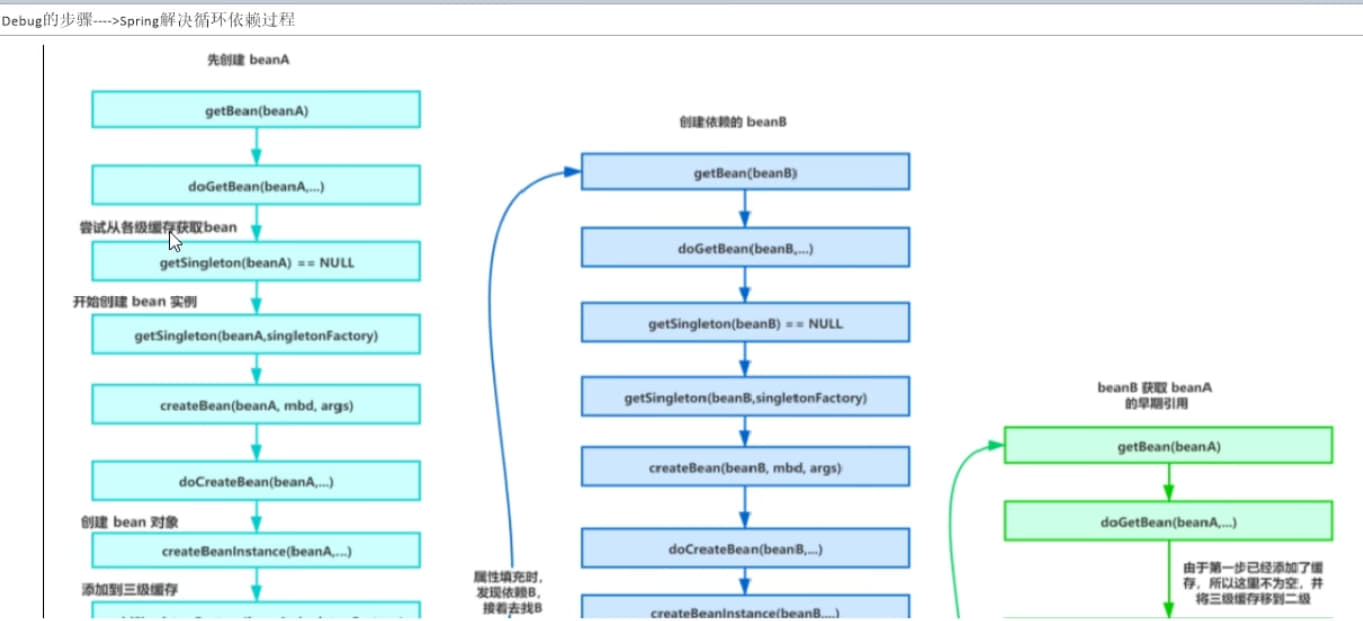 Debug的步骤---->Spring解决循环依赖过程
先创建 beanA
getBean(beanA)
doGetBean(beanA,...)
尝试从各级缓存获取bean
getSingleton(beanA) == NULL
开始创建 bean 实例
getSingleton(beanA,singletonFactory)
createBean(beanA, mbd, args)
doCreateBean(beanA,...)
创建 bean 对象
createBeanInstance(beanA,...)
添加到三级缓存
属性填充时，
发现依赖B，
接着去找B
创建依赖的 beanB
getBean(beanB)
doGetBean(beanB,...)
getSingleton(beanB) == NULL
getSingleton(beanB,singletonFactory)
createBean(beanB, mbd, args)
doCreateBean(beanB,...)
createBeanInstance(beanB,...)
beanB 获取 beanA
的早期引用
getBean(beanA)
doGetBean(beanA,...)
由于第一步已经添加了缓
存，所以这里不为空，并
将三级缓存移到二级